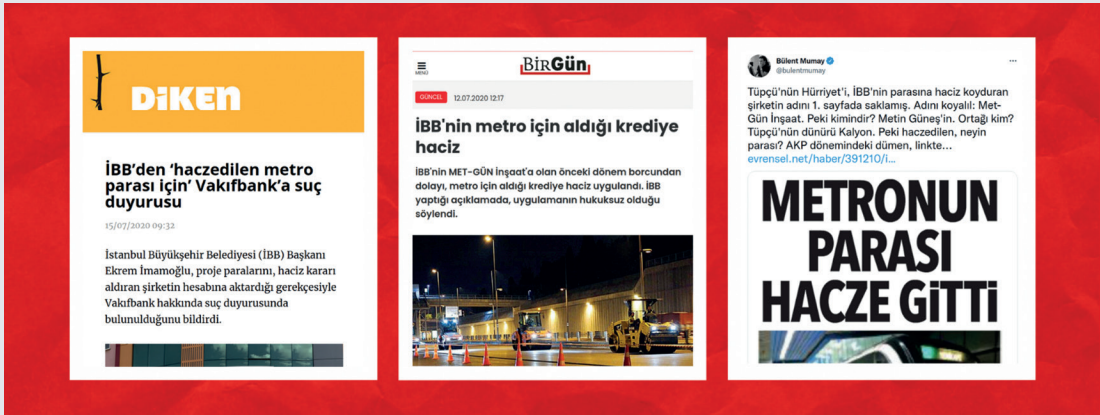 DiKEN
İBB'den 'haczedilen metro
parası için' Vakıfbank'a suç
duyurusu
15/07/2020 09:32
İstanbul Büyükşehir Belediyesi (İBB) Başkanı
Ekrem İmamoğlu, proje paralarını, haciz kararı
aldıran şirketin hesabına aktardığı gerekçesiyle
Vakıfbank hakkında suç duyurusunda
bulunulduğunu bildirdi.
MENÜ
BirGün
GÜNCEL 12.07.2020 12:17
İBB'nin metro için aldığı krediye
haciz
İBB'nin MET-GÜN İnşaat'a olan önceki dönem borcundan
dolayı, metro için aldığı krediye haciz uygulandı. İBB
yaptığı açıklamada, uygulamanın hukuksuz olduğu
söylendi.
Bülent Mumay
@bulentmumay
Tüpçü'nün Hürriyet'i, İBB'nin parasına haciz koyduran
şirketin adını 1. sayfada saklamış. Adını koyalıl: Met-
Gün İnşaat. Peki kimindir? Metin Güneş'in. Ortağı kim?
Tüpçü'nün dünürü Kalyon. Peki haczedilen, neyin
parası? AKP dönemindeki dümen, linkte...
evrensel.net/haber/391210/i...
METRONUN
PARASI
HACZE GiTTi